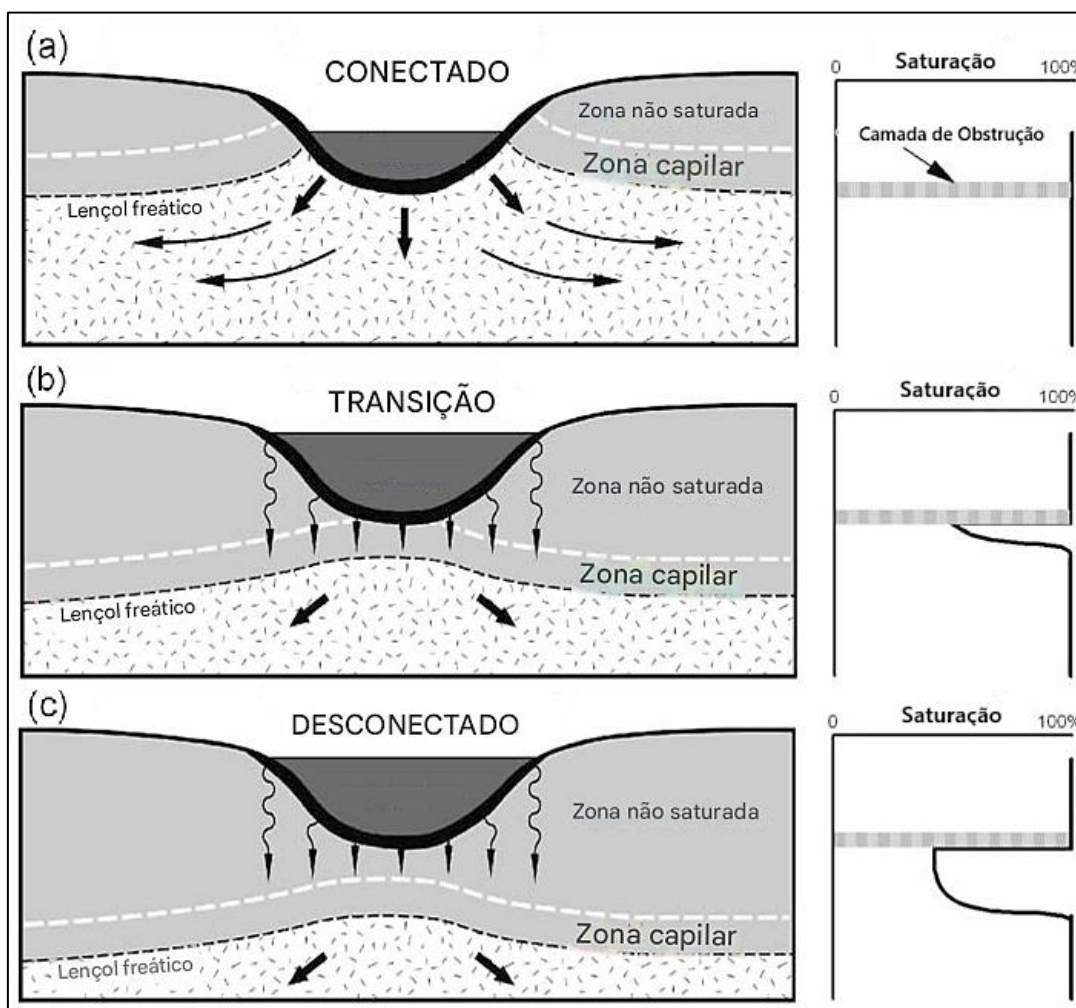 (a)
CONECTADO
Zona não saturada
Zona capilar
Lençol freático
Saturação
0
100%
Camada de Obstrução
(b)
TRANSIÇÃO
Zona não saturada
Zona capilar
Lençol freático
Saturação
0
100%
(c)
DESCONECTADO
Zona não saturada
Zona capilar
Lençol freático
Saturação
0
100%